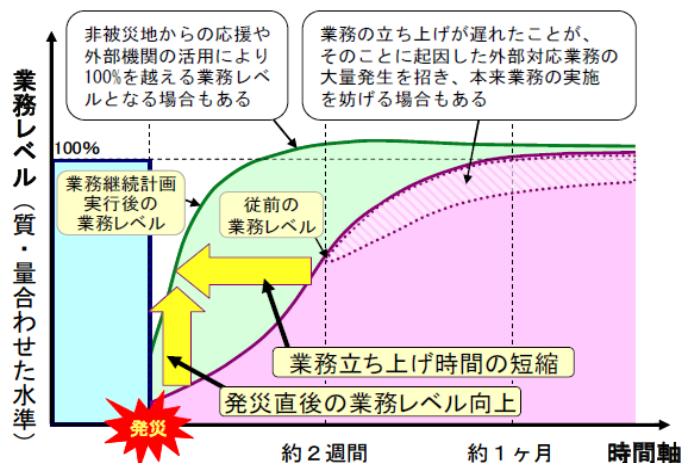 非被災地からの応援や
外部機関の活用により
100%を越える業務レベ
ルとなる場合もある
業務の立ち上げが遅れたことが、
そのことに起因した外部対応業務の
大量発生を招き、本来業務の実施
を妨げる場合もある
業務レベル（質・量合わせた水準）
100%
業務継続計画
実行後の
業務レベル
従前の
業務レベル
業務立ち上げ時間の短縮
発災直後の業務レベル向上
発災
約２週間
約１ヶ月
時間軸